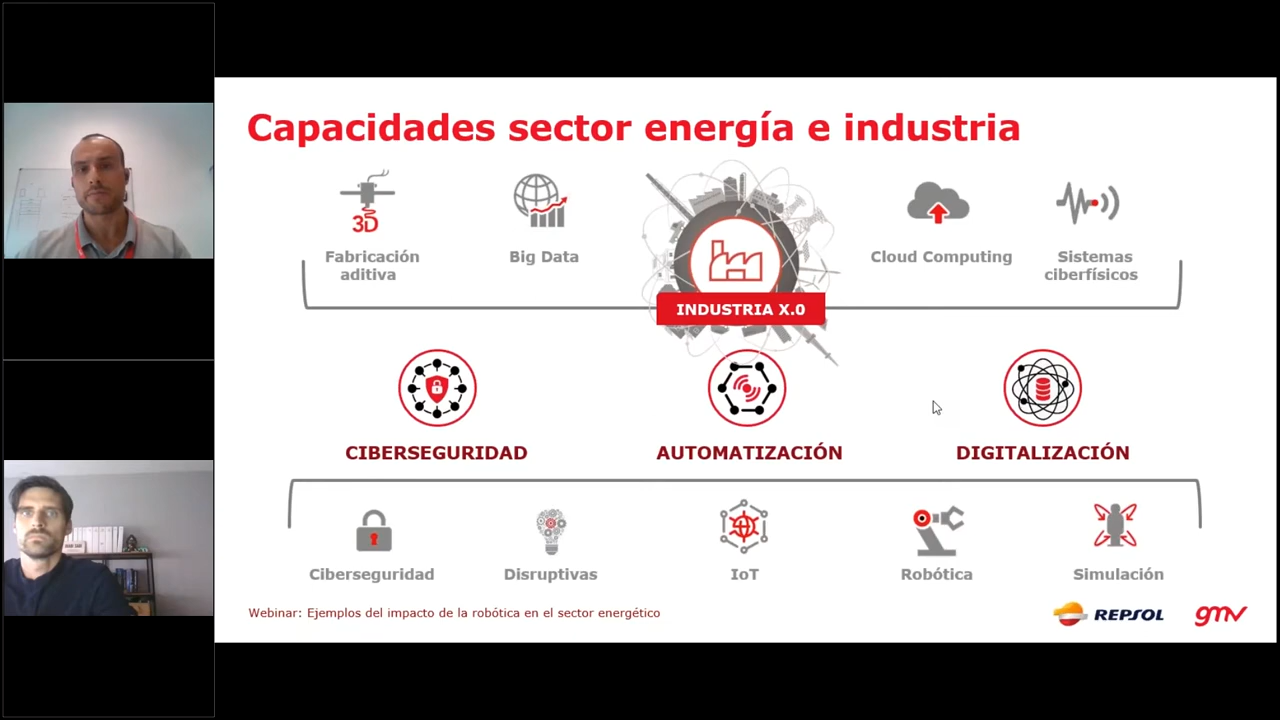 Capacidades sector energía e industria
3D
Fabricación
aditiva
Big Data
Cloud Computing
Sistemas
ciberfísicos
INDUSTRIA X.0
CIBERSEGURIDAD
AUTOMATIZACIÓN
DIGITALIZACIÓN
Ciberseguridad
Disruptivas
IoT
Robótica
Simulación
Webinar: Ejemplos del impacto de la robótica en el sector energético
REPSOL
gmv